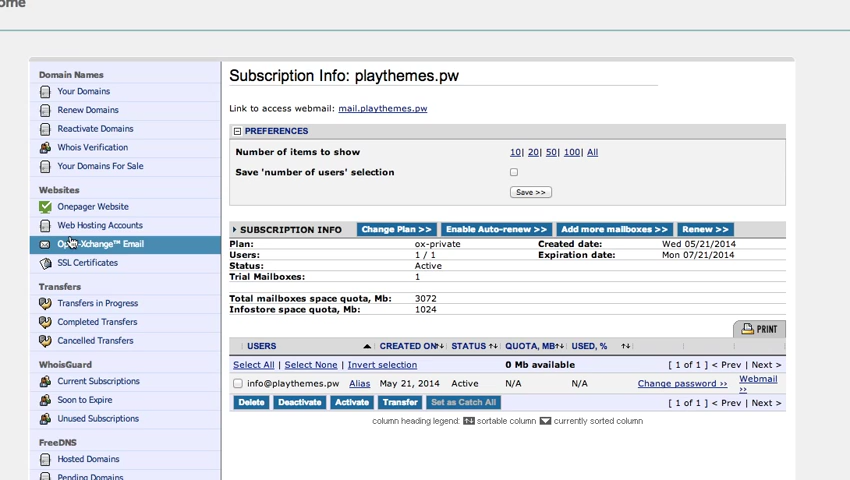 ome
Domain Names
Your Domains
Renew Domains
Reactivate Domains
Whois Verification
Your Domains For Sale
Websites
Onepager Website
Web Hosting Accounts
Open-Xchange™ Email
SSL Certificates
Transfers
Transfers in Progress
Completed Transfers
Cancelled Transfers
WhoisGuard
Current Subscriptions
Soon to Expire
Unused Subscriptions
FreeDNS
Hosted Domains
Pending Domains
Subscription Info: playthemes.pw
Link to access webmail: mail.playthemes.pw
PREFERENCES
Number of items to show 10| 20| 50| 100| All
Save 'number of users' selection
Save >>
SUBSCRIPTION INFO Change Plan >> Enable Auto-renew >> Add more mailboxes >> Renew >>
Plan: ox-private Created date: Wed 05/21/2014
Users: 1 / 1 Expiration date: Mon 07/21/2014
Status: Active
Trial Mailboxes: 1
Total mailboxes space quota, Mb: 3072
Infostore space quota, Mb: 1024
PRINT
USERS CREATED ON STATUS QUOTA, MB USED, %
Select All | Select None | Invert selection 0 Mb available [ 1 of 1 ] < Prev | Next >
info@playthemes.pw Alias May 21, 2014 Active N/A N/A Change password >> Webmail >>
Delete Deactivate Activate Transfer Set as Catch All [ 1 of 1 ] < Prev | Next >
column heading legend: sortable column currently sorted column